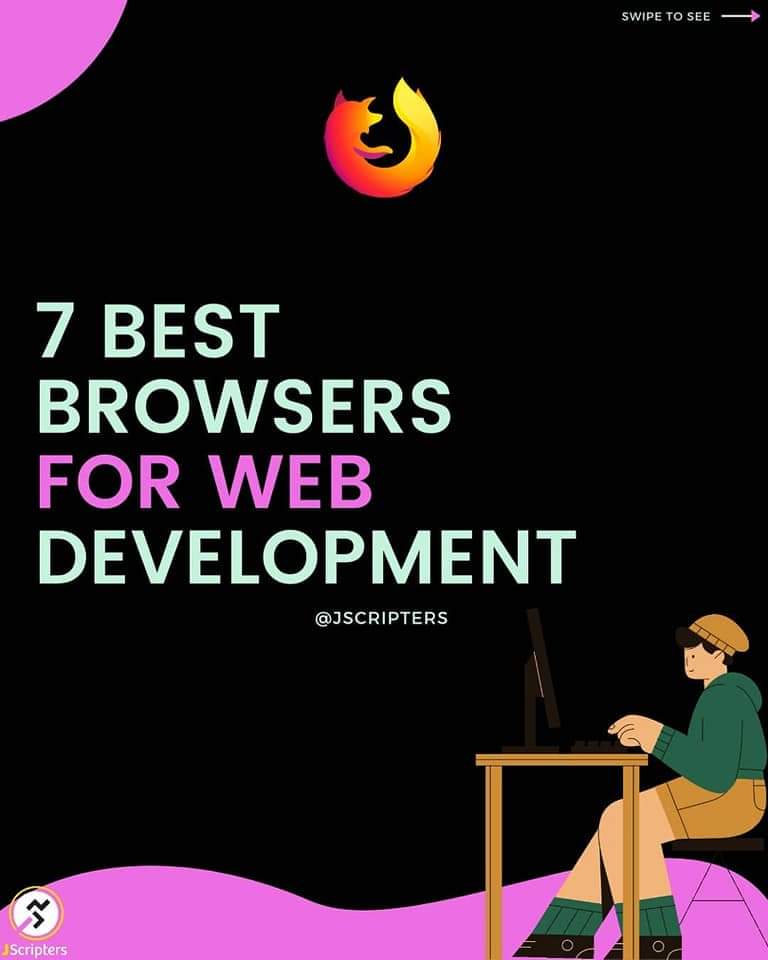 SWIPE TO SEE
7 BEST
BROWSERS
FOR WEB
DEVELOPMENT
@JSCRIPTERS
JScripters